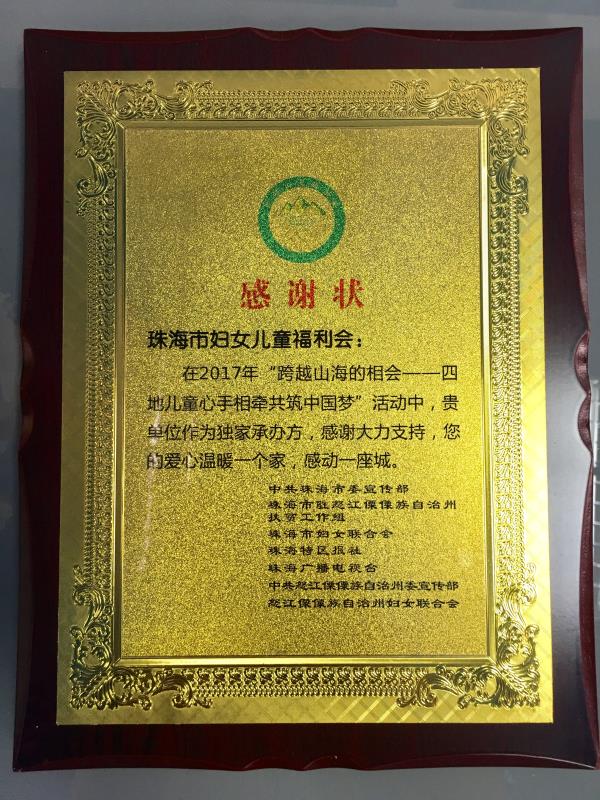 感谢状
珠海市妇女儿童福利会：
在2017年“跨越山海的相会——四
地儿童心手相牵共筑中国梦”活动中，贵
单位作为独家承办方，感谢大力支持，您
的爱心温暖一个家，感动一座城。
中共珠海市委宣传部
珠海市驻怒江傈僳族自治州
扶贫工作组
珠海市妇女联合会
珠海特区报社
珠海广播电视台
中共怒江傈僳族自治州委宣传部
怒江傈僳族自治州妇女联合会